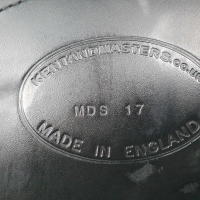 KENTANDMASTERS.co.uk
MDS 17
MADE IN ENGLAND